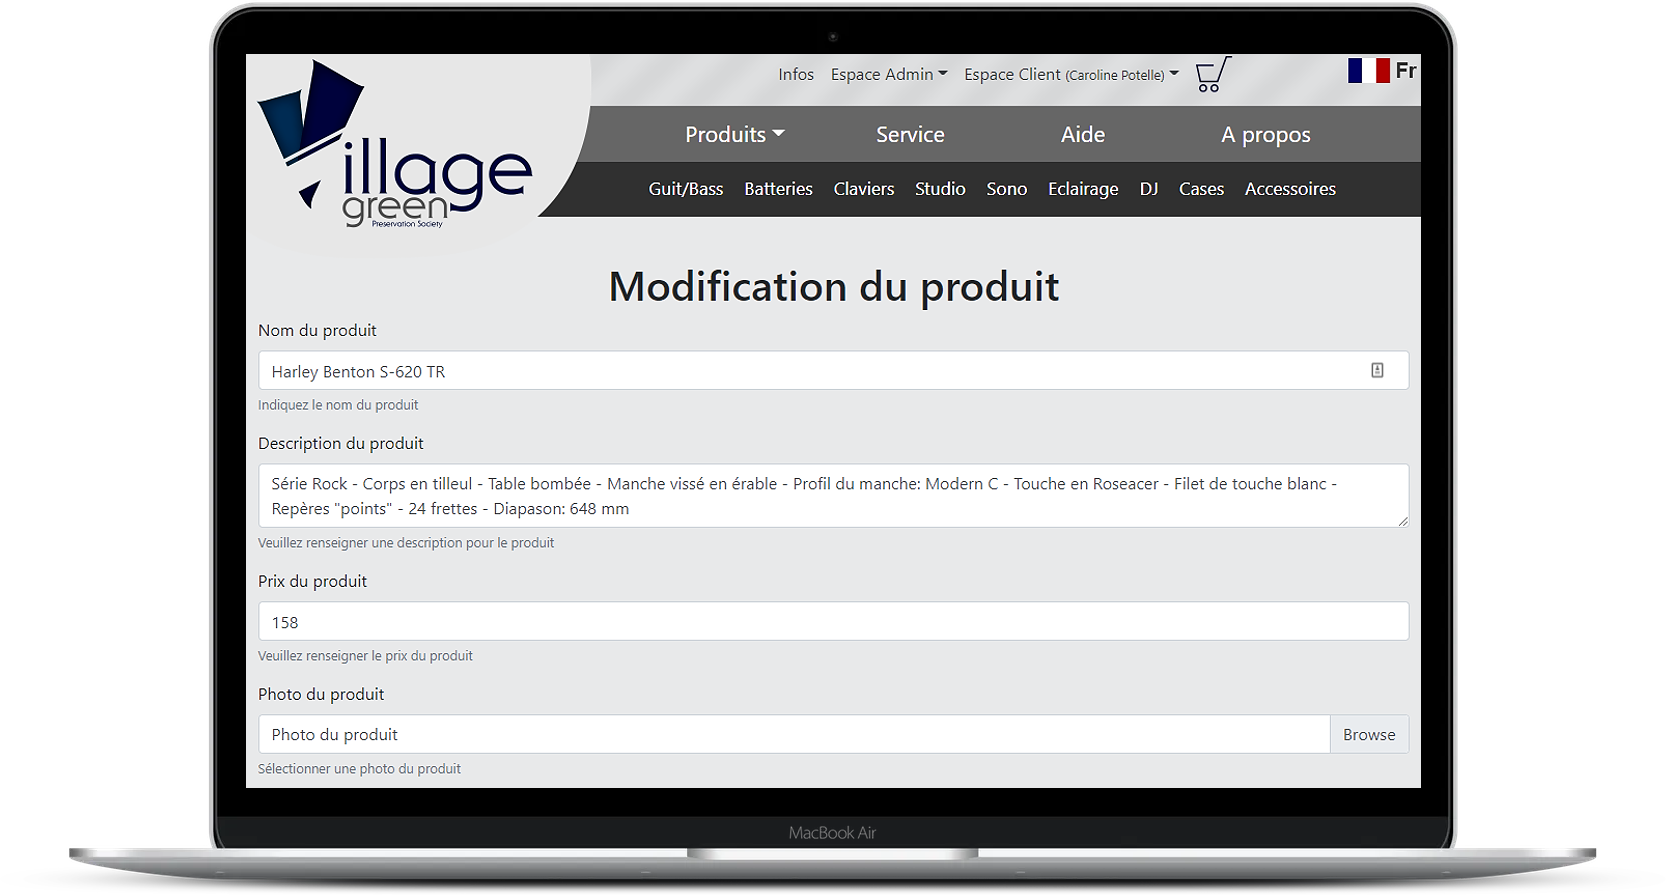 Infos Espace Admin Espace Client (Caroline Potelle) Fr
Produits Service Aide A propos
illage
green
Preservation Society
Guit/Bass Batteries Claviers Studio Sono Eclairage DJ Cases Accessoires
Modification du produit
Nom du produit
Harley Benton S-620 TR
Indiquez le nom du produit
Description du produit
Série Rock - Corps en tilleul - Table bombée - Manche vissé en érable - Profil du manche: Modern C - Touche en Roseacer - Filet de touche blanc -
Repères "points" - 24 frettes - Diapason: 648 mm
Veuillez renseigner une description pour le produit
Prix du produit
158
Veuillez renseigner le prix du produit
Photo du produit
Photo du produit Browse
Sélectionner une photo du produit
MacBook Air